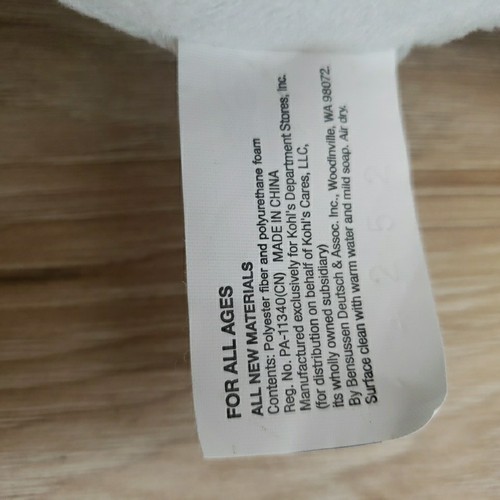 FOR ALL AGES
ALL NEW MATERIALS
Contents: Polyester fiber and polyurethane foam
Reg. No. PA-11340(CN) MADE IN CHINA
Manufactured exclusively for Kohl's Department Stores, Inc.
(for distribution on behalf of Kohl's Cares, LLC,
its wholly owned subsidiary)
By Bensussen Deutsch & Assoc. Inc., Woodinville, WA 98072.
Surface clean with warm water and mild soap. Air dry.